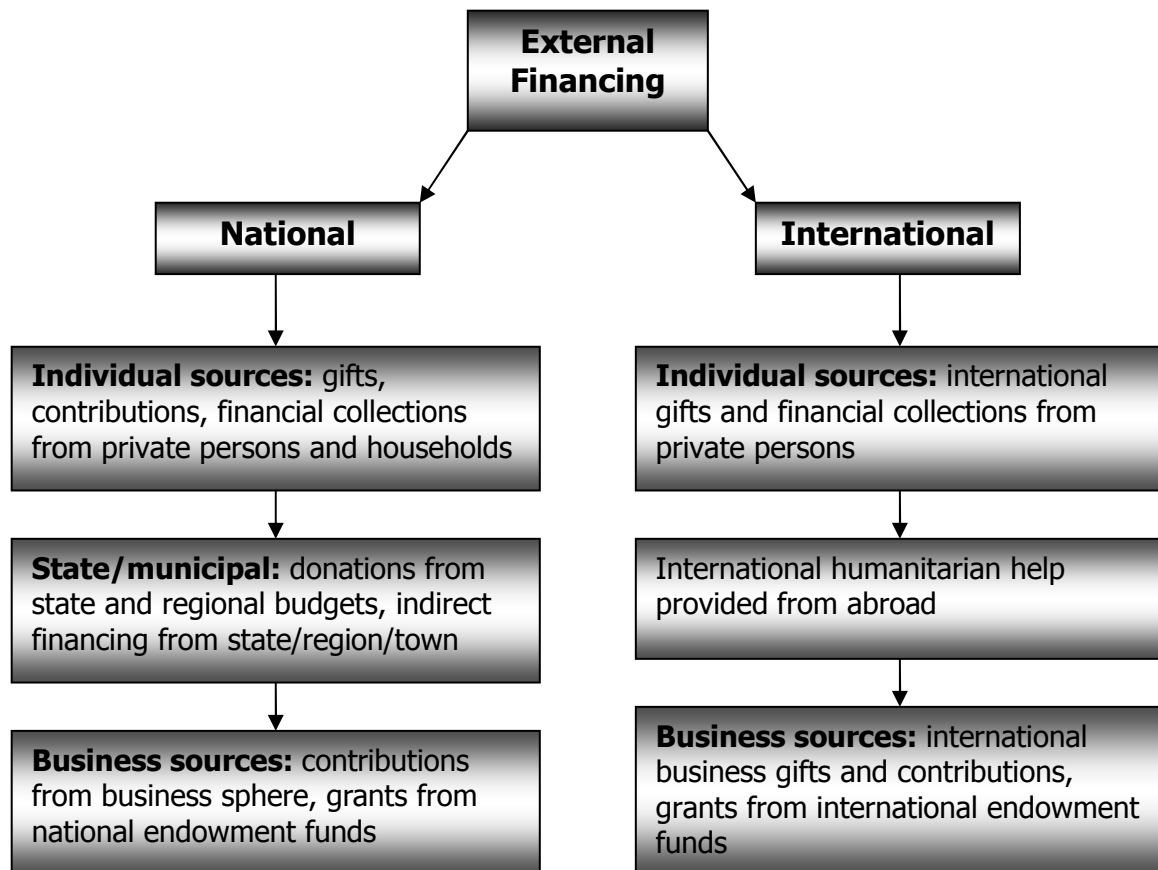 External
Financing
National
International
Individual sources: gifts,
contributions, financial collections
from private persons and households
Individual sources: international
gifts and financial collections from
private persons
State/municipal: donations from
state and regional budgets, indirect
financing from state/region/town
International humanitarian help
provided from abroad
Business sources: contributions
from business sphere, grants from
national endowment funds
Business sources: international
business gifts and contributions,
grants from international endowment
funds